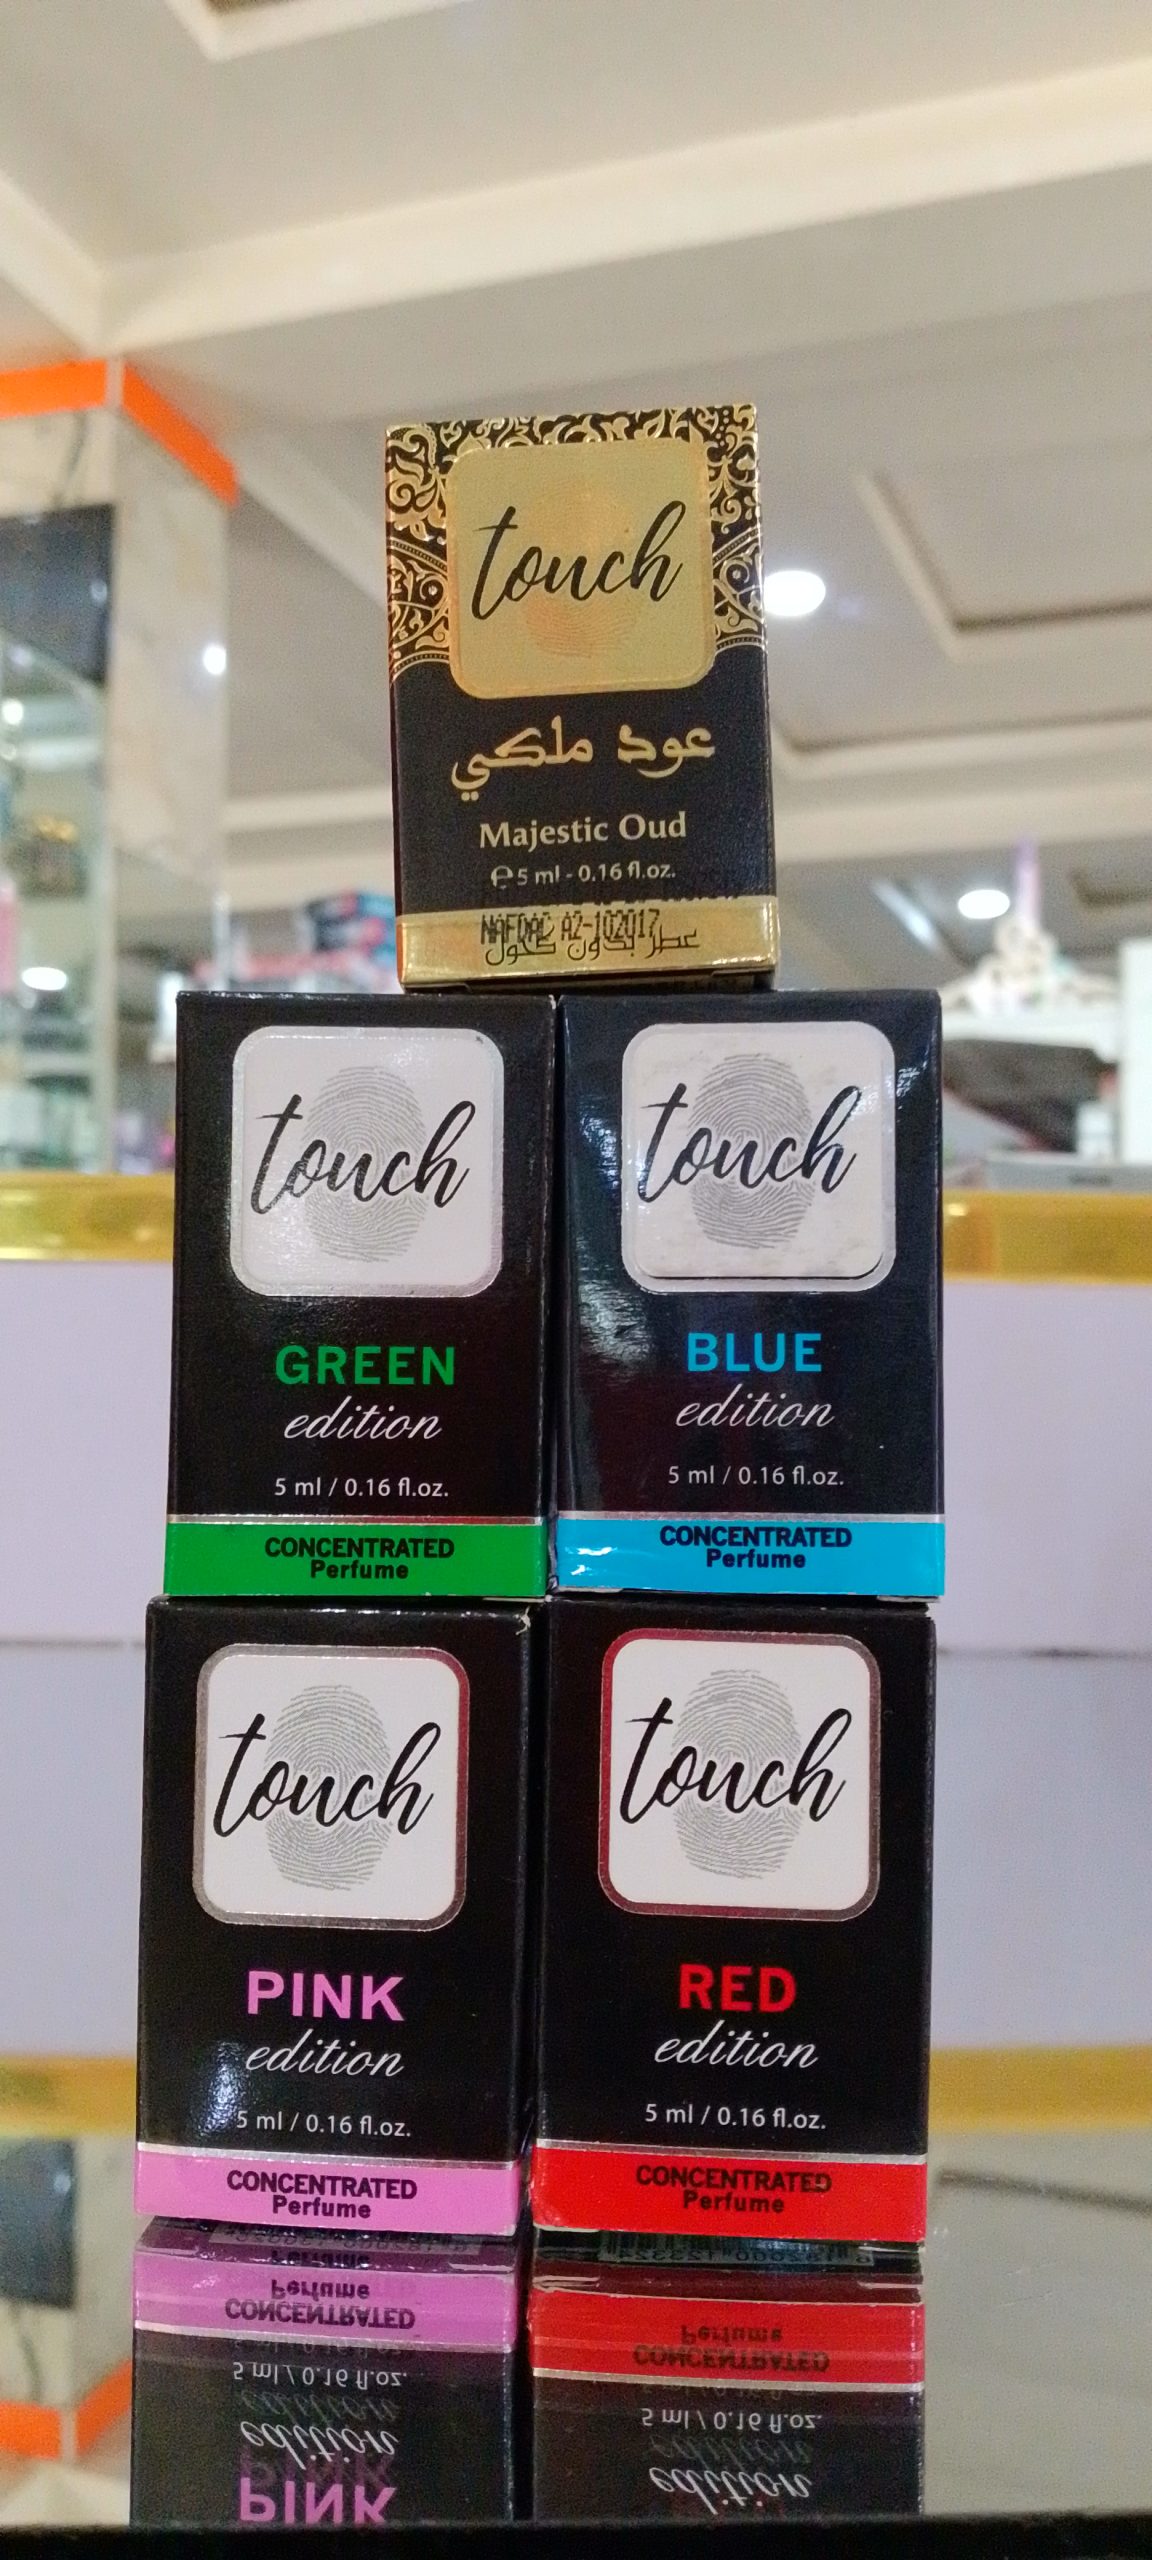 touch
عود ملكي
Majestic Oud
℮ 5 ml - 0.16 fl.oz.
NAFDAC A2-102017
عطر بدون كحول
touch
GREEN
edition
5 ml / 0.16 fl.oz.
CONCENTRATED
Perfume
touch
BLUE
edition
5 ml / 0.16 fl.oz.
CONCENTRATED
Perfume
touch
PINK
edition
5 ml / 0.16 fl.oz.
CONCENTRATED
Perfume
touch
RED
edition
5 ml / 0.16 fl.oz.
CONCENTRATED
Perfume